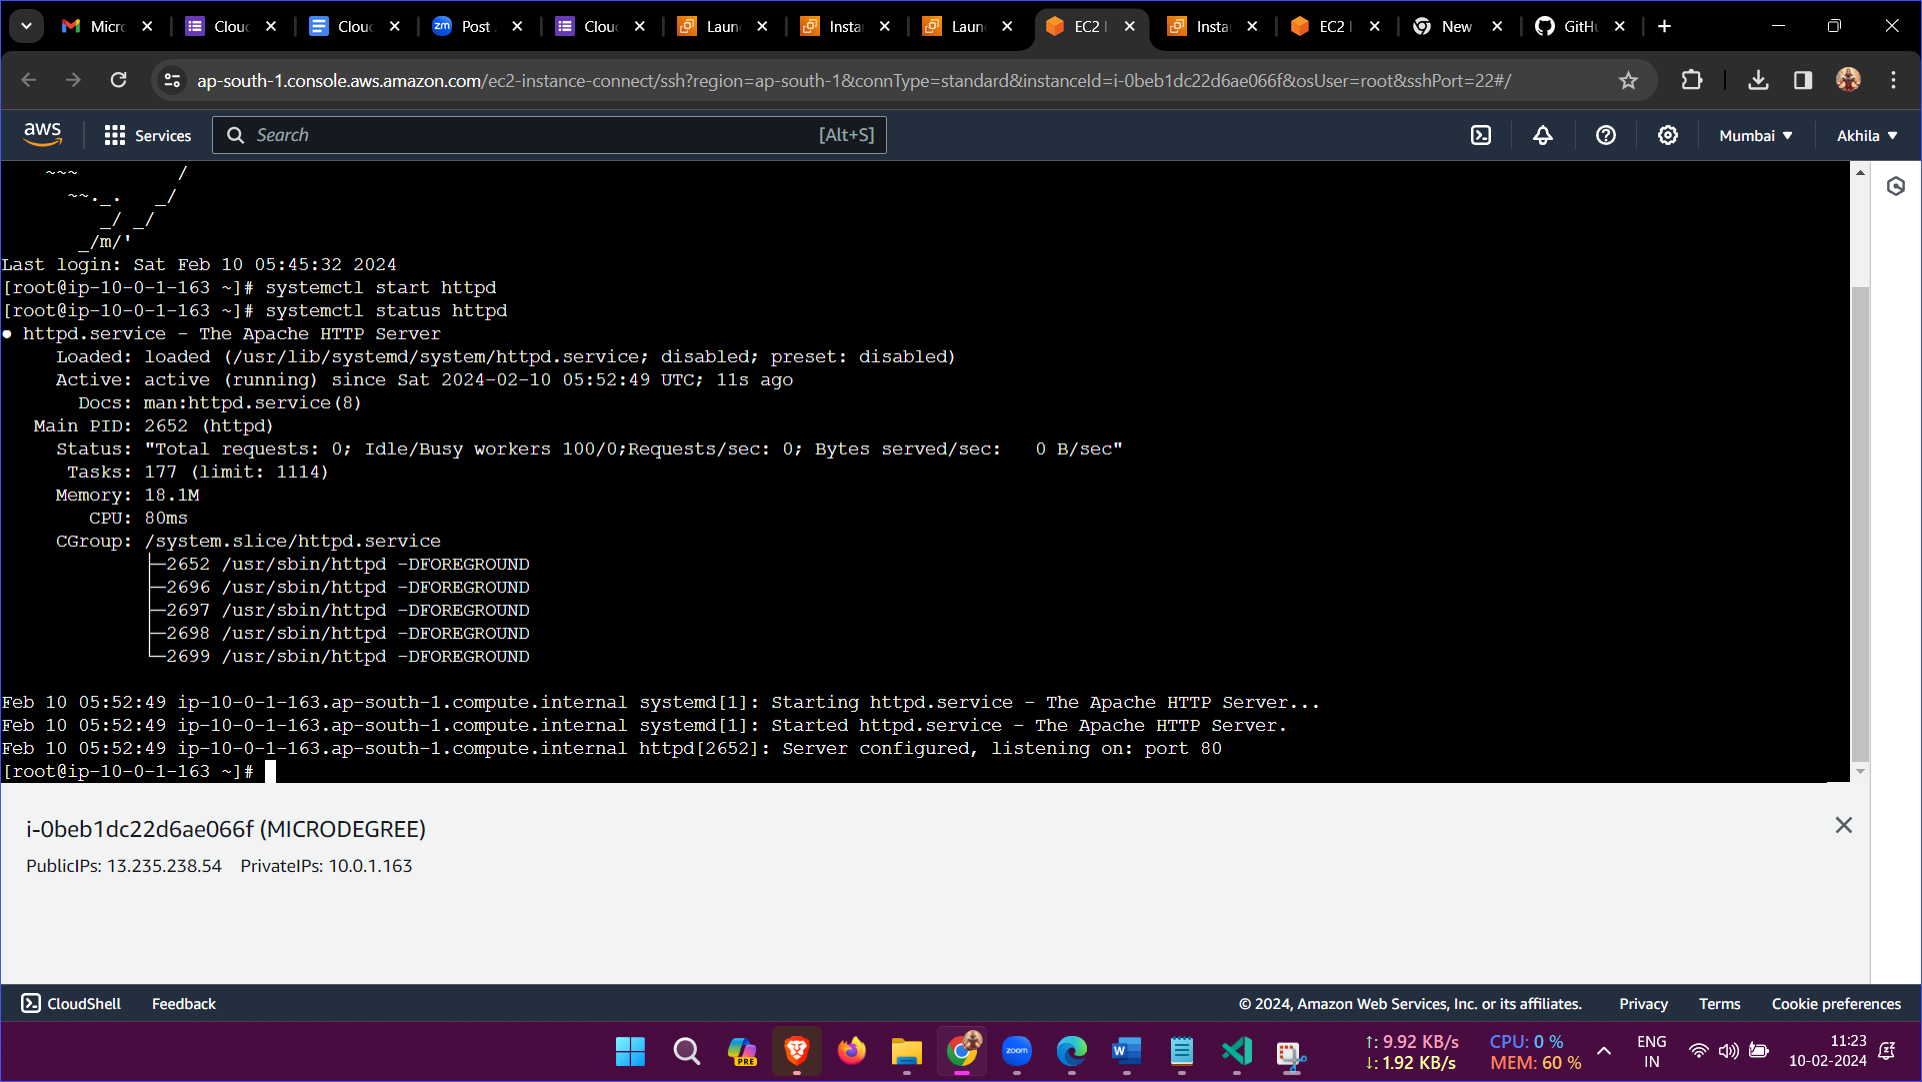 Micro
Cloud
Cloud
zm Post
Cloud
Laun
Insta
Laun
EC2 I
Insta
EC2 I
New
GitHu
ap-south-1.console.aws.amazon.com/ec2-instance-connect/ssh?region=ap-south-1&connType=standard&instanceId=i-0beb1dc22d6ae066f&osUser=root&sshPort=22#/
aws Services Search [Alt+S] Mumbai Akhila
~~~         /
~~._.   _/
_/ _/
_/m/'
Last login: Sat Feb 10 05:45:32 2024
[root@ip-10-0-1-163 ~]# systemctl start httpd
[root@ip-10-0-1-163 ~]# systemctl status httpd
● httpd.service - The Apache HTTP Server
Loaded: loaded (/usr/lib/systemd/system/httpd.service; disabled; preset: disabled)
Active: active (running) since Sat 2024-02-10 05:52:49 UTC; 11s ago
Docs: man:httpd.service(8)
Main PID: 2652 (httpd)
Status: "Total requests: 0; Idle/Busy workers 100/0;Requests/sec: 0; Bytes served/sec:   0 B/sec"
Tasks: 177 (limit: 1114)
Memory: 18.1M
CPU: 80ms
CGroup: /system.slice/httpd.service
├─2652 /usr/sbin/httpd -DFOREGROUND
├─2696 /usr/sbin/httpd -DFOREGROUND
├─2697 /usr/sbin/httpd -DFOREGROUND
├─2698 /usr/sbin/httpd -DFOREGROUND
└─2699 /usr/sbin/httpd -DFOREGROUND
Feb 10 05:52:49 ip-10-0-1-163.ap-south-1.compute.internal systemd[1]: Starting httpd.service - The Apache HTTP Server...
Feb 10 05:52:49 ip-10-0-1-163.ap-south-1.compute.internal systemd[1]: Started httpd.service - The Apache HTTP Server.
Feb 10 05:52:49 ip-10-0-1-163.ap-south-1.compute.internal httpd[2652]: Server configured, listening on: port 80
[root@ip-10-0-1-163 ~]#
i-0beb1dc22d6ae066f (MICRODEGREE)
PublicIPs: 13.235.238.54 PrivateIPs: 10.0.1.163
CloudShell Feedback © 2024, Amazon Web Services, Inc. or its affiliates. Privacy Terms Cookie preferences
PRE
zoom
W
↑: 9.92 KB/s CPU: 0 % ENG 11:23
↓: 1.92 KB/s MEM: 60 % IN 10-02-2024